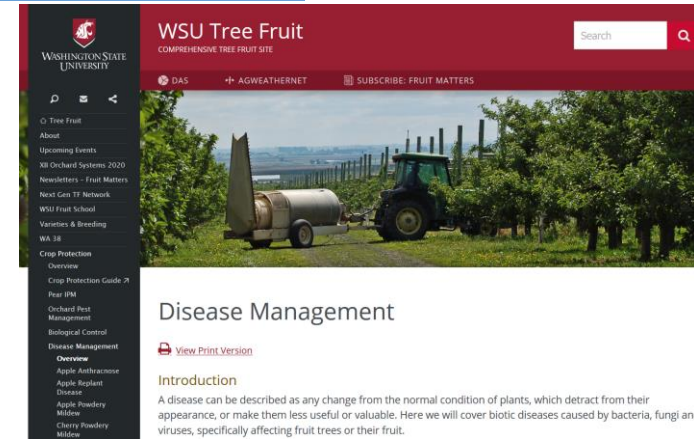 WASHINGTON STATE
UNIVERSITY
WSU Tree Fruit
COMPREHENSIVE TREE FRUIT SITE
Search
DAS
AGWEATHERNET
SUBSCRIBE: FRUIT MATTERS
Tree Fruit
About
Upcoming Events
XII Orchard Systems 2020
Newsletters – Fruit Matters
Next Gen TF Network
WSU Fruit School
Varieties & Breeding
WA 38
Crop Protection
Overview
Crop Protection Guide
Pear IPM
Orchard Pest
Management
Biological Control
Disease Management
Overview
Apple Anthracnose
Apple Replant
Disease
Apple Powdery
Mildew
Cherry Powdery
Mildew
Disease Management
View Print Version
Introduction
A disease can be described as any change from the normal condition of plants, which detract from their
appearance, or make them less useful or valuable. Here we will cover biotic diseases caused by bacteria, fungi an
viruses, specifically affecting fruit trees or their fruit.